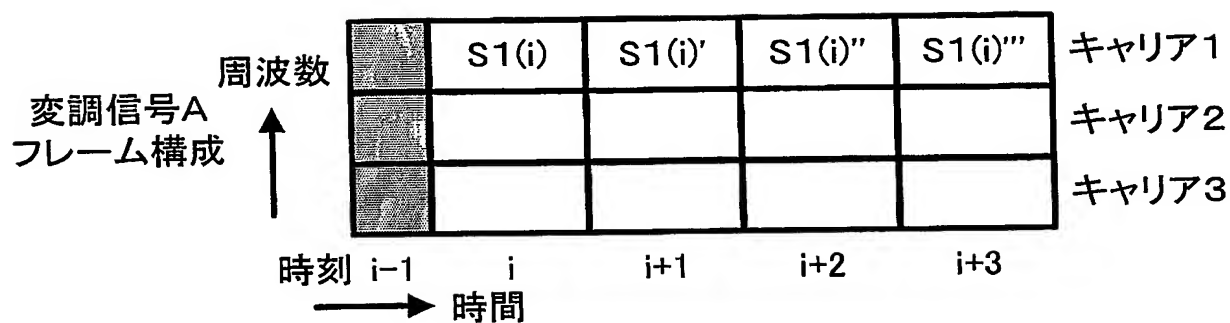 変調信号A
フレーム構成
周波数
S1(i) S1(i)' S1(i)'' S1(i)''' キャリア1
キャリア2
キャリア3
時刻 i-1 i i+1 i+2 i+3
時間